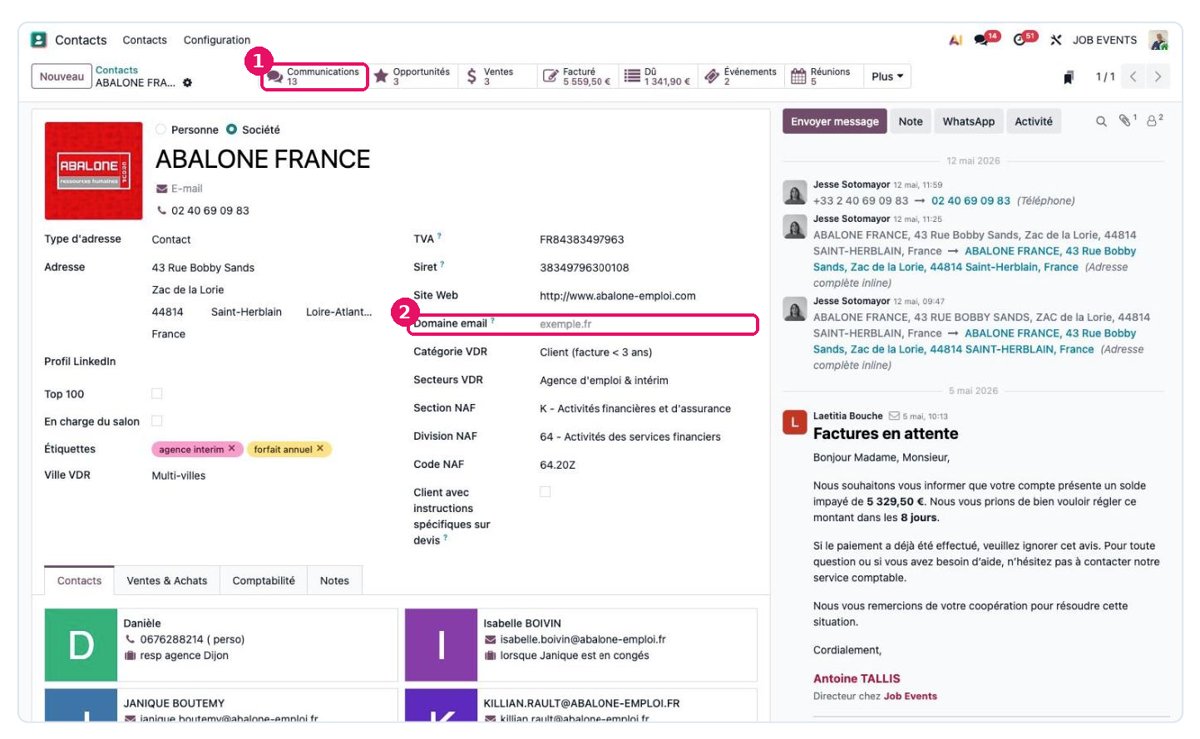 Contacts Contacts Configuration
14 51 JOB EVENTS
1
Nouveau Contacts
ABALONE FRA...
Communications
13
Opportunités
3
Ventes
3
Facturé
5 559,50 €
Dû
1 341,90 €
Événements
2
Réunions
5
Plus
1/1
ABALONE
ressources humaines
Personne Société
ABALONE FRANCE
E-mail
02 40 69 09 83
Type d'adresse Contact
Adresse 43 Rue Bobby Sands
Zac de la Lorie
44814 Saint-Herblain Loire-Atlant...
France
Profil LinkedIn
Top 100
En charge du salon
Étiquettes agence interim × forfait annuel ×
Ville VDR Multi-villes
TVA ? FR84383497963
Siret ? 38349796300108
Site Web http://www.abalone-emploi.com
2
Domaine email ? exemple.fr
Catégorie VDR Client (facture < 3 ans)
Secteurs VDR Agence d'emploi & intérim
Section NAF K - Activités financières et d'assurance
Division NAF 64 - Activités des services financiers
Code NAF 64.20Z
Client avec
instructions
spécifiques sur
devis ?
Contacts Ventes & Achats Comptabilité Notes
D
Danièle
0676288214 ( perso)
resp agence Dijon
I
Isabelle BOIVIN
isabelle.boivin@abalone-emploi.fr
lorsque Janique est en congés
JANIQUE BOUTEMY
janique.boutemy@abalone-emploi.fr
K
KILLIAN.RAULT@ABALONE-EMPLOI.FR
killian.rault@abalone-emploi.fr
Envoyer message Note WhatsApp Activité 1 2
12 mai 2026
Jesse Sotomayor 12 mai, 11:59
+33 2 40 69 09 83 → 02 40 69 09 83 (Téléphone)
Jesse Sotomayor 12 mai, 11:25
ABALONE FRANCE, 43 Rue Bobby Sands, Zac de la Lorie, 44814
SAINT-HERBLAIN, France → ABALONE FRANCE, 43 Rue Bobby
Sands, Zac de la Lorie, 44814 Saint-Herblain, France (Adresse
complète inline)
Jesse Sotomayor 12 mai, 09:47
ABALONE FRANCE, 43 RUE BOBBY SANDS, ZAC de la Lorie, 44814
SAINT-HERBLAIN, France → ABALONE FRANCE, 43 Rue Bobby
Sands, Zac de la Lorie, 44814 SAINT-HERBLAIN, France (Adresse
complète inline)
5 mai 2026
L
Laetitia Bouche 5 mai, 10:13
Factures en attente
Bonjour Madame, Monsieur,
Nous souhaitons vous informer que votre compte présente un solde
impayé de 5 329,50 €. Nous vous prions de bien vouloir régler ce
montant dans les 8 jours.
Si le paiement a déjà été effectué, veuillez ignorer cet avis. Pour toute
question ou si vous avez besoin d'aide, n'hésitez pas à contacter notre
service comptable.
Nous vous remercions de votre coopération pour résoudre cette
situation.
Cordialement,
Antoine TALLIS
Directeur chez Job Events